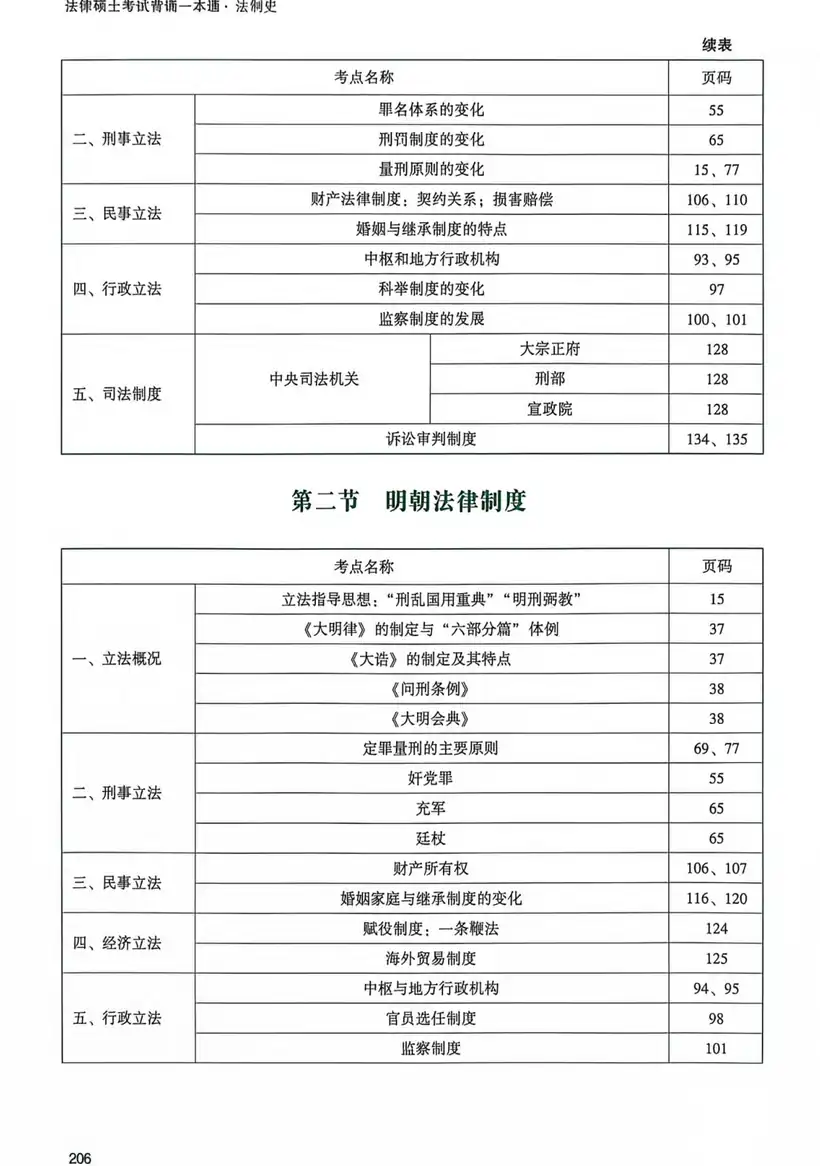 法律硕士考试背诵一本通·法制史
续表
考点名称 页码
二、刑事立法 罪名体系的变化 55
刑罚制度的变化 65
量刑原则的变化 15、77
三、民事立法 财产法律制度：契约关系；损害赔偿 106、110
婚姻与继承制度的特点 115、119
四、行政立法 中枢和地方行政机构 93、95
科举制度的变化 97
监察制度的发展 100、101
五、司法制度 中央司法机关 大宗正府 128
刑部 128
宣政院 128
诉讼审判制度 134、135
第二节 明朝法律制度
考点名称 页码
一、立法概况 立法指导思想：“刑乱国用重典”“明刑弼教” 15
《大明律》的制定与“六部分篇”体例 37
《大诰》的制定及其特点 37
《问刑条例》 38
《大明会典》 38
二、刑事立法 定罪量刑的主要原则 69、77
奸党罪 55
充军 65
廷杖 65
三、民事立法 财产所有权 106、107
婚姻家庭与继承制度的变化 116、120
四、经济立法 赋役制度：一条鞭法 124
海外贸易制度 125
五、行政立法 中枢与地方行政机构 94、95
官员选任制度 98
监察制度 101
206